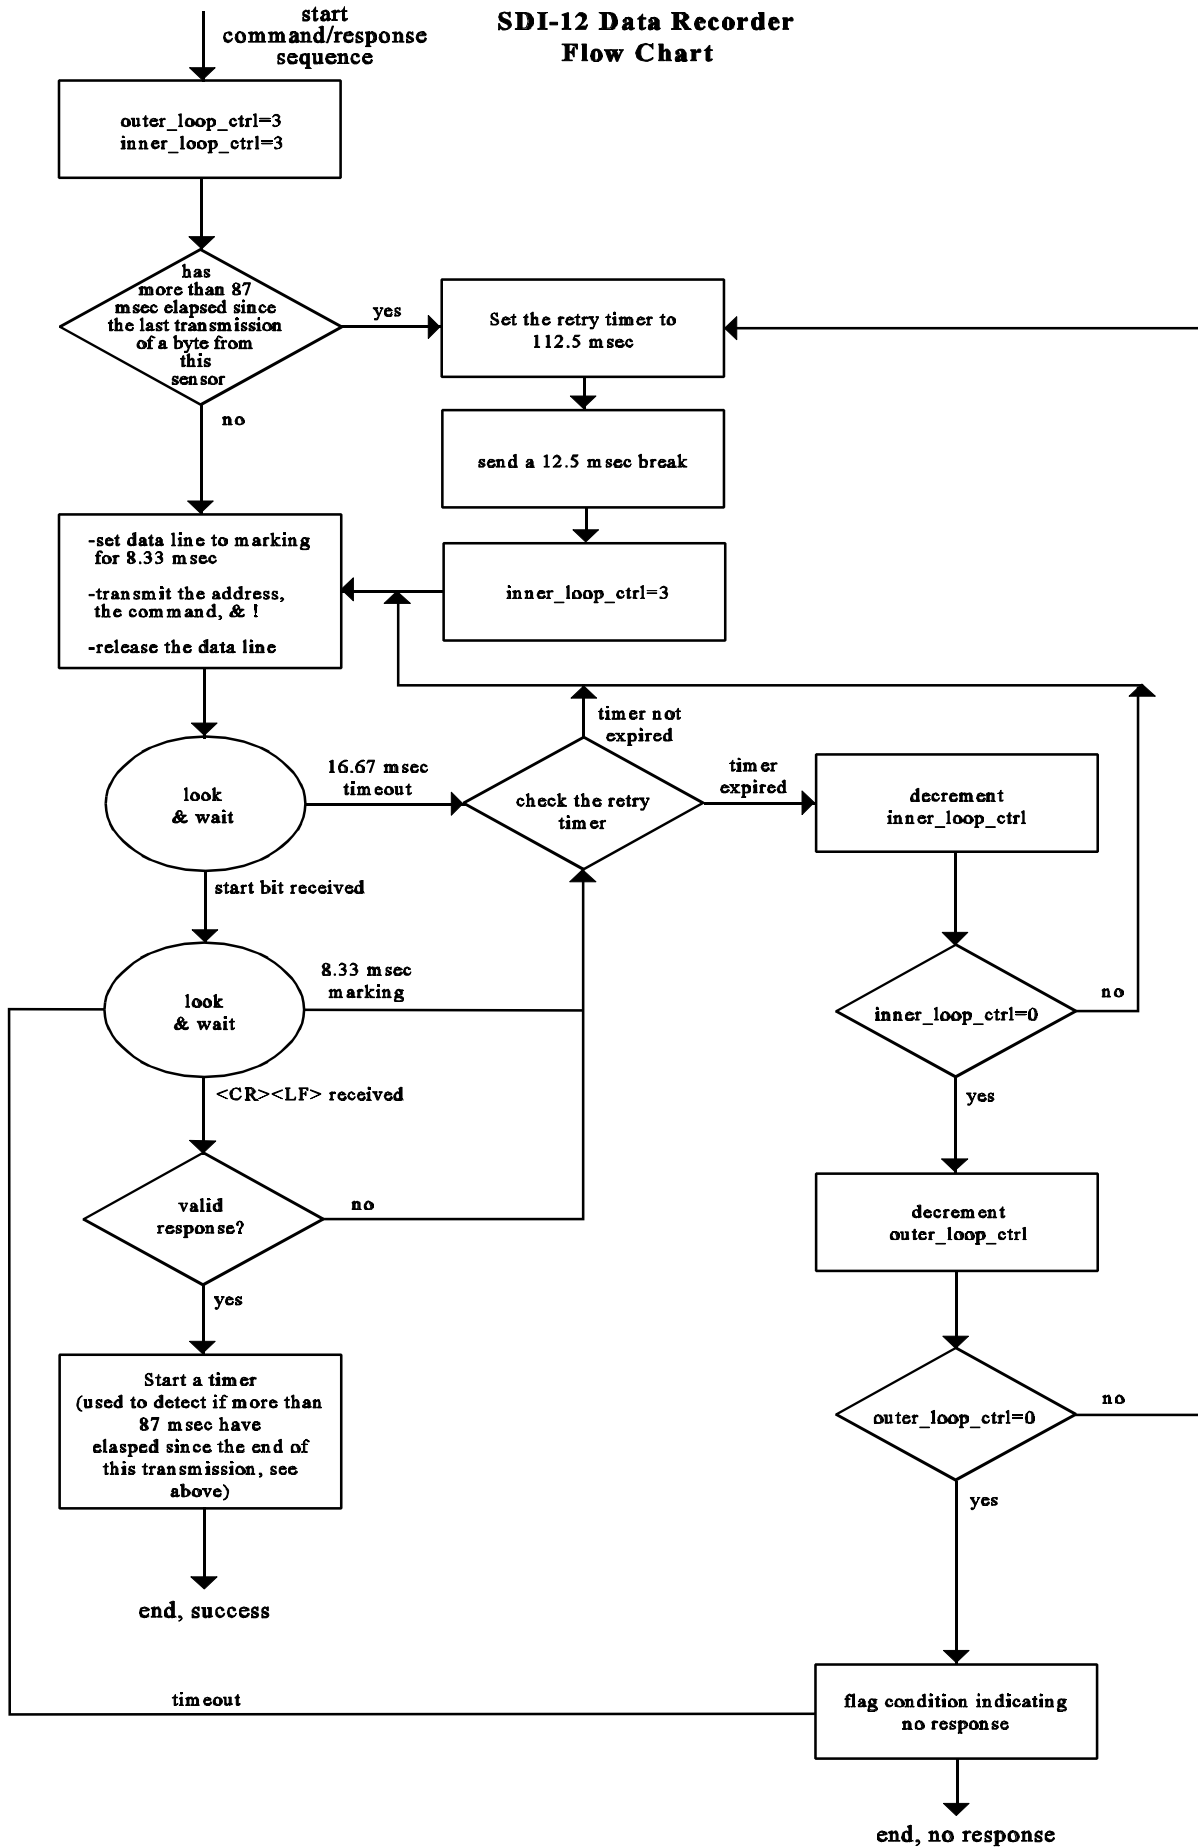 SDI-12 Data Recorder
Flow Chart
start
command/response
sequence
outer_loop_ctrl=3
inner_loop_ctrl=3
has
more than 87
msec elapsed since
the last transmission
of a byte from
this
sensor
yes
no
Set the retry timer to
112.5 msec
send a 12.5 msec break
inner_loop_ctrl=3
-set data line to marking
for 8.33 msec
-transmit the address,
the command, & !
-release the data line
look
& wait
16.67 msec
timeout
timer not
expired
check the retry
timer
timer
expired
decrement
inner_loop_ctrl
start bit received
look
& wait
8.33 msec
marking
inner_loop_ctrl=0
no
yes
<CR><LF> received
valid
response?
no
yes
decrement
outer_loop_ctrl
Start a timer
(used to detect if more than
87 msec have
elasped since the end of
this transmission, see
above)
outer_loop_ctrl=0
no
yes
end, success
timeout
flag condition indicating
no response
end, no response